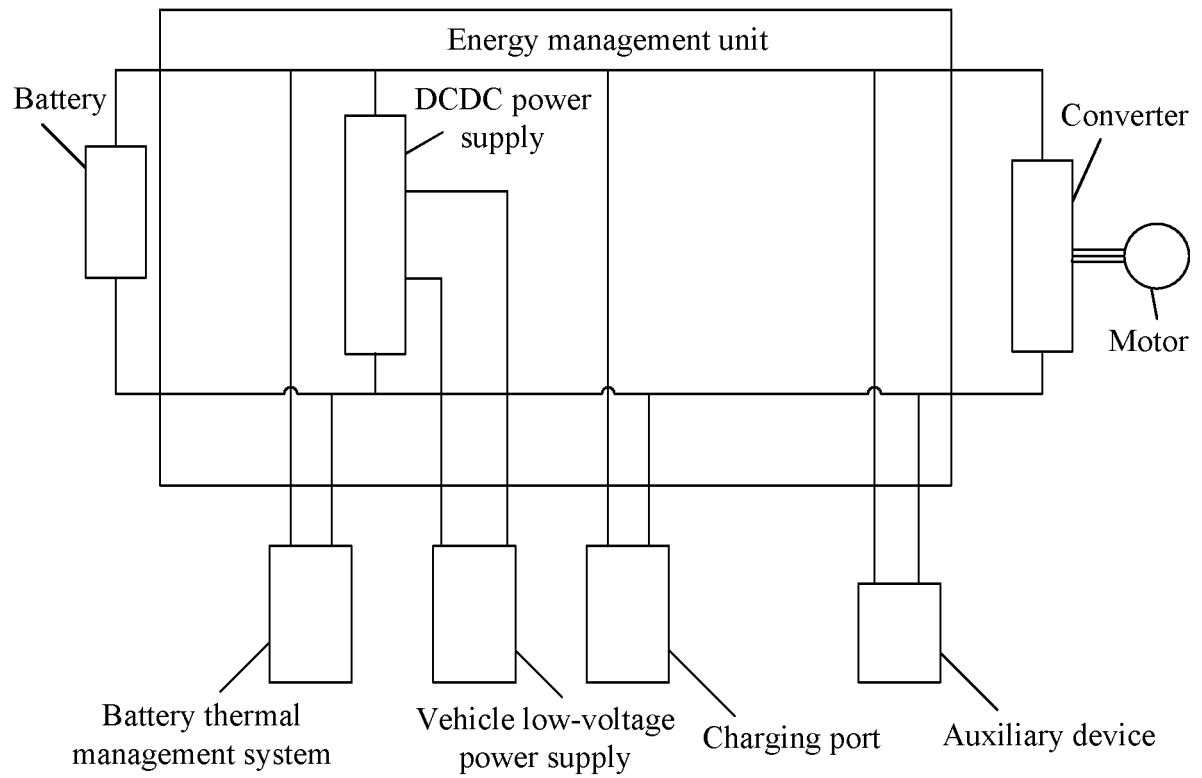 Energy management unit
Battery
DCDC power
supply
Converter
Motor
Battery thermal
management system
Vehicle low-voltage
power supply
Charging port
Auxiliary device